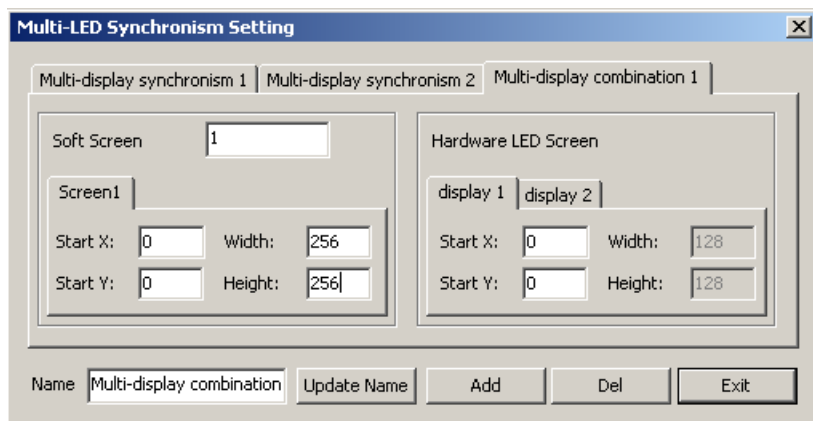 Multi-LED Synchronism Setting
Multi-display synchronism 1 Multi-display synchronism 2 Multi-display combination 1
Soft Screen 1
Screen1
Start X: 0 Width: 256
Start Y: 0 Height: 256
Hardware LED Screen
display 1 display 2
Start X: 0 Width: 128
Start Y: 0 Height: 128
Name Multi-display combination Update Name Add Del Exit